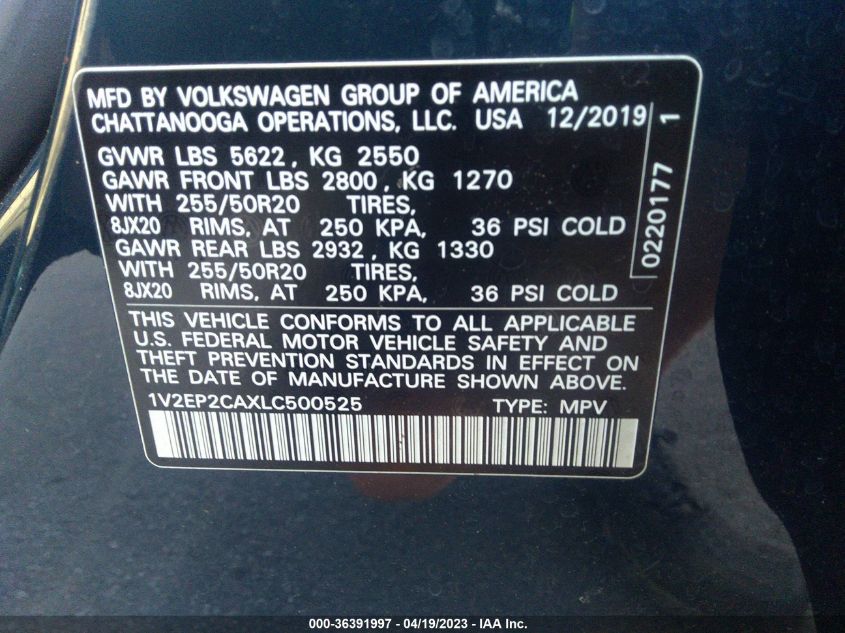 MFD BY VOLKSWAGEN GROUP OF AMERICA
CHATTANOOGA OPERATIONS, LLC. USA 12/2019
GVWR LBS 5622, KG 2550
GAWR FRONT LBS 2800, KG 1270
WITH 255/50R20 TIRES,
8JX20 RIMS, AT 250 KPA, 36 PSI COLD
GAWR REAR LBS 2932, KG 1330
WITH 255/50R20 TIRES,
8JX20 RIMS, AT 250 KPA, 36 PSI COLD
0220177 1
THIS VEHICLE CONFORMS TO ALL APPLICABLE
U.S. FEDERAL MOTOR VEHICLE SAFETY AND
THEFT PREVENTION STANDARDS IN EFFECT ON
THE DATE OF MANUFACTURE SHOWN ABOVE.
1V2EP2CAXLC500525 TYPE: MPV
000-36391997 - 04/19/2023 - IAA Inc.